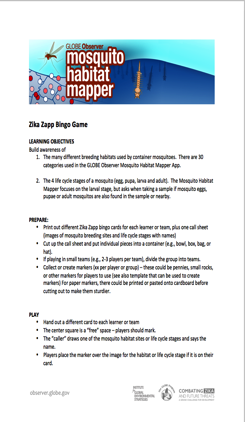 GLOBE Observer
mosquito
habitat
mapper
Zika Zapp Bingo Game
LEARNING OBJECTIVES
Build awareness of
1. The many different breeding habitats used by container mosquitoes. There are 30
categories used in the GLOBE Observer Mosquito Habitat Mapper App.
2. The 4 life cycle stages of a mosquito (egg, pupa, larva and adult). The Mosquito
Mapper focuses on the larval stage, but asks when taking a sample if mosquito eggs,
pupae or adult mosquitoes are also found in the sample or nearby.
PREPARE:
• Print out different Zika Zapp bingo cards for each learner or team, plus one call sheet
(images of mosquito breeding sites and life cycle stages with names)
• Cut up the call sheet and put individual pieces into a container (e.g., bowl, box, bag, or
hat).
• If playing in small teams (e.g., 2-3 players per team), divide the group into teams.
• Collect or create markers (ex per player or group) – these could be pennies, small rocks,
or other markers for players to use (see also template that can be used to create
markers) For paper markers, there could be printed or pasted onto cardboard before
cutting out to make them sturdier.
PLAY
• Hand out a different card to each learner or team
• The center square is a "free" space – players should mark.
• The "caller" draws one of the mosquito habitat sites or life cycle stages and says the
name.
• Players place the marker over the image for the habitat or life cycle stage if it is on their
card.
observer.globe.gov
INSTITUTE
for GLOBAL
ENVIRONMENTAL
STRATEGIES
COMBATING ZIKA
AND FUTURE THREATS